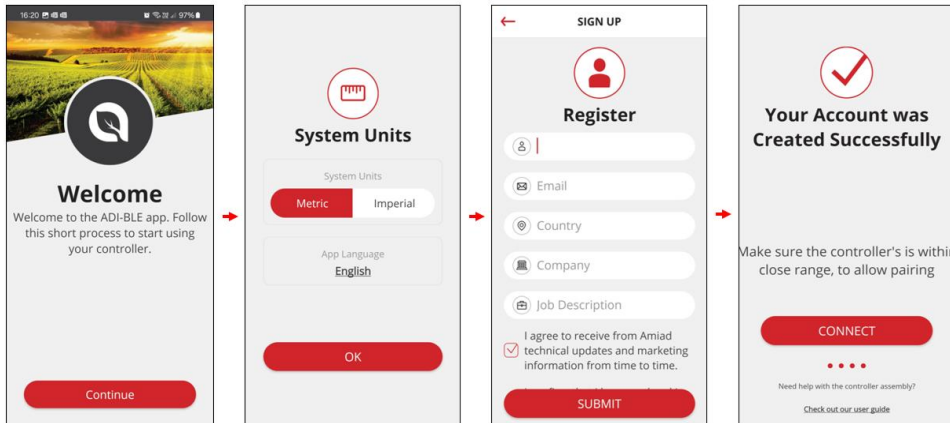 16:20
97%
Welcome
Welcome to the ADI-BLE app. Follow
this short process to start using
your controller.
Continue
System Units
System Units
Metric Imperial
App Language
English
OK
SIGN UP
Register
Email
Country
Company
Job Description
I agree to receive from Amiad
technical updates and marketing
information from time to time.
SUBMIT
Your Account was
Created Successfully
Make sure the controller's is within
close range, to allow pairing
CONNECT
Need help with the controller assembly?
Check out our user guide